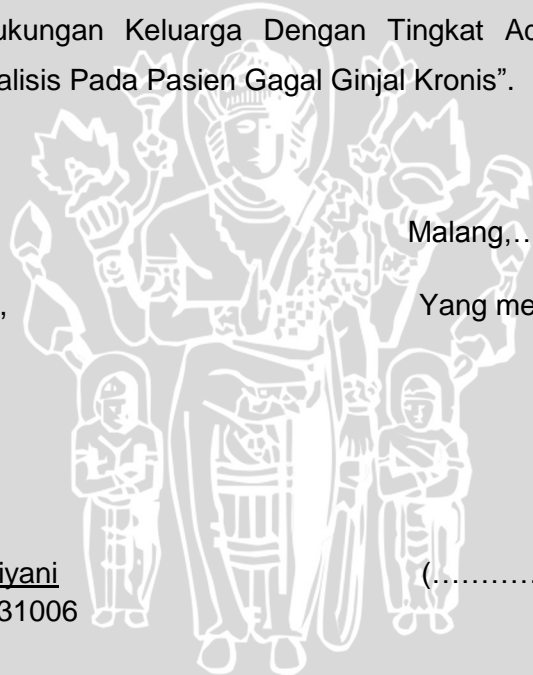 ukungan Keluarga Dengan Tingkat Ad
alisis Pada Pasien Gagal Ginjal Kronis”.
Malang,…
, Yang me
iyani (…………
31006